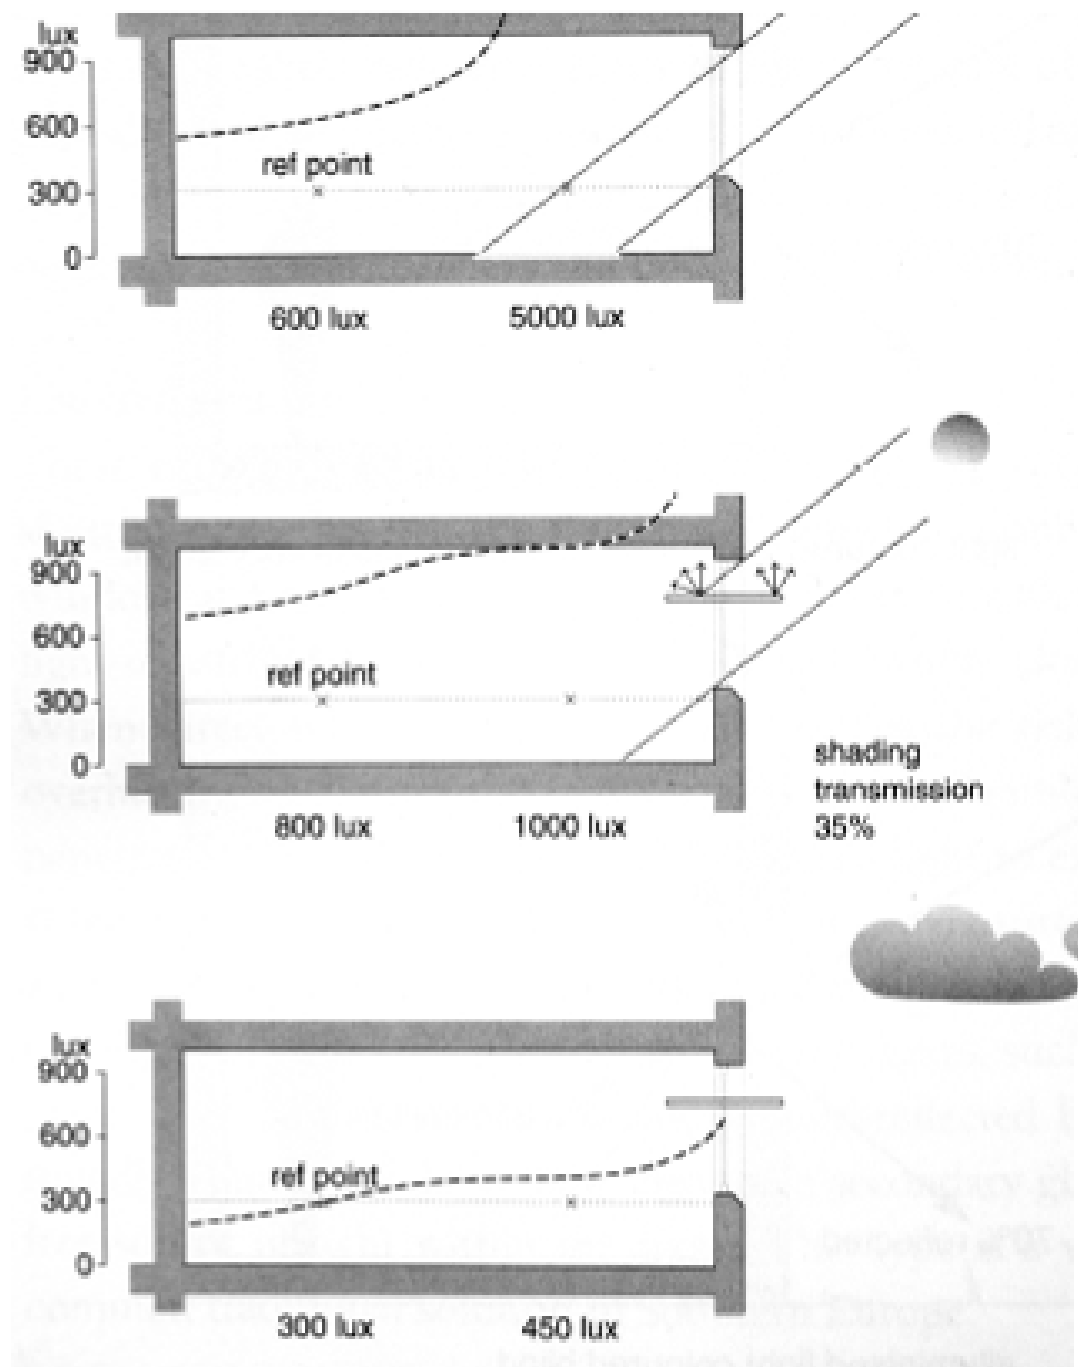 lux
900
600
ref point
300
0
600 lux 5000 lux
lux
900
600
ref point
300
0
shading
transmission
35%
800 lux 1000 lux
lux
900
600
ref point
300
0
300 lux 450 lux